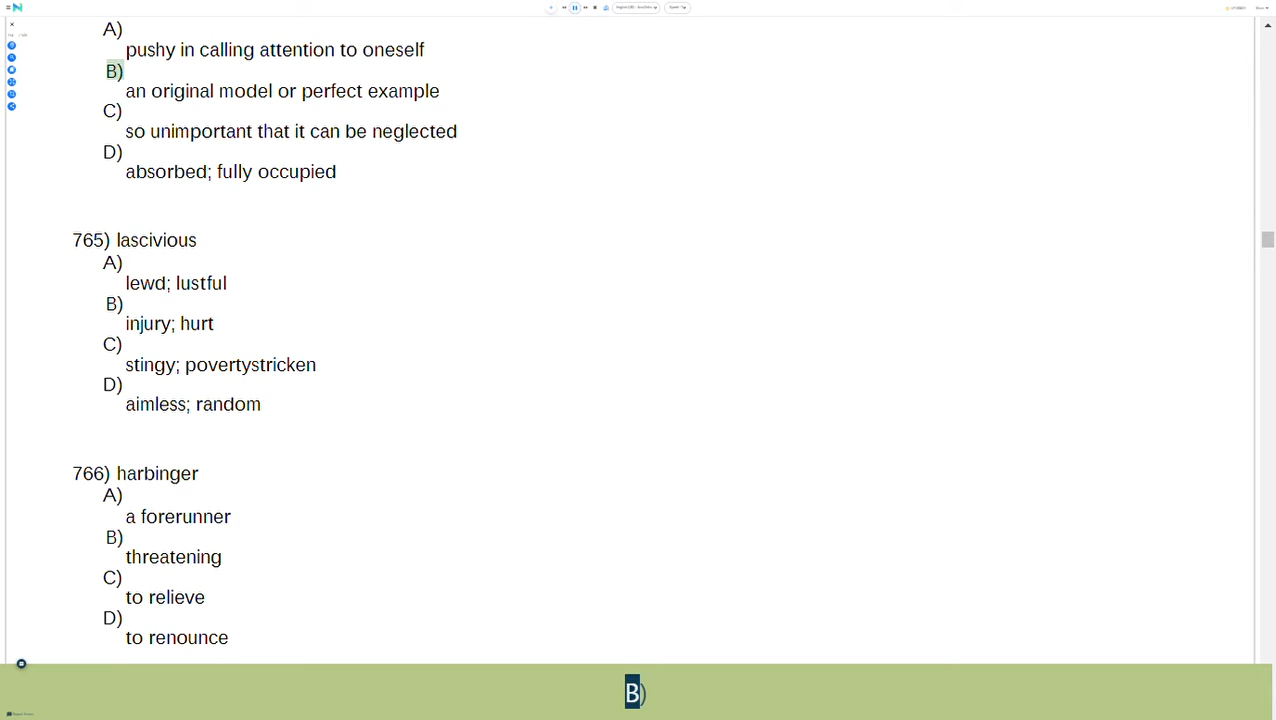 A)
pushy in calling attention to oneself
B)
an original model or perfect example
C)
so unimportant that it can be neglected
D)
absorbed; fully occupied
765) lascivious
A)
lewd; lustful
B)
injury; hurt
C)
stingy; povertystricken
D)
aimless; random
766) harbinger
A)
a forerunner
B)
threatening
C)
to relieve
D)
to renounce
B)